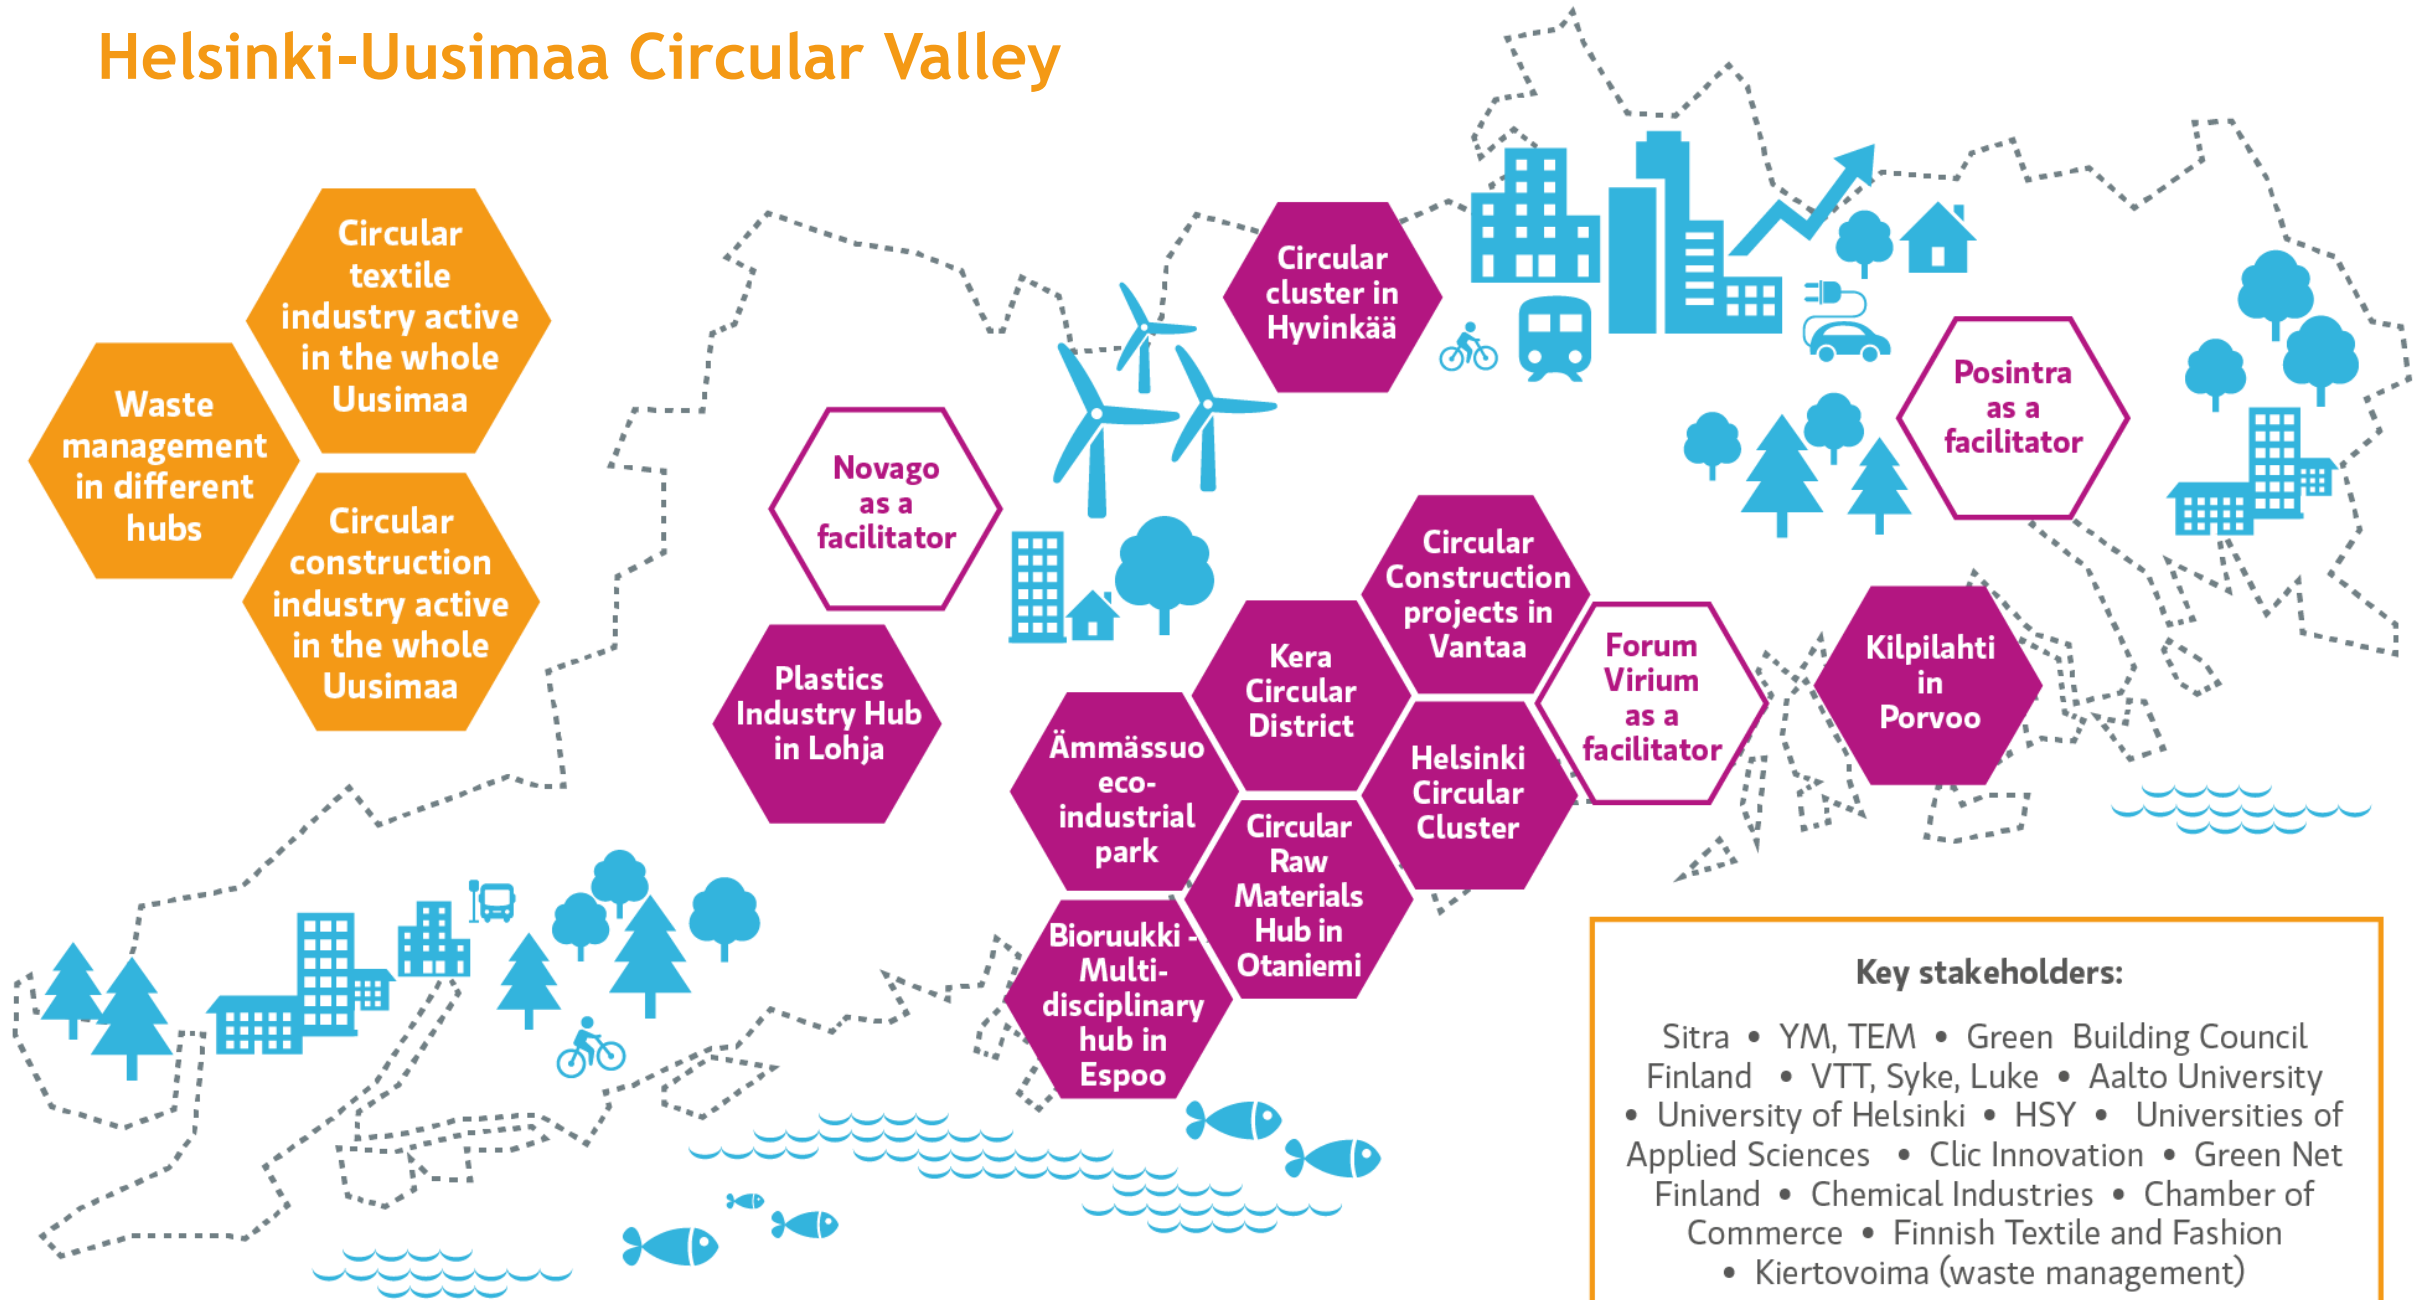 Helsinki-Uusimaa Circular Valley
Circular
textile
industry active
in the whole
Uusimaa
Waste
management
in different
hubs
Circular
construction
industry active
in the whole
Uusimaa
Circular
cluster in
Hyvinkää
Posintra
as a
facilitator
Novago
as a
facilitator
Plastics
Industry Hub
in Lohja
Circular
Construction
projects in
Vantaa
Kera
Circular
District
Forum
Virium
as a
facilitator
Kilpilahti
in
Porvoo
Ämmässuo
eco-
industrial
park
Helsinki
Circular
Cluster
Circular
Raw
Materials
Hub in
Otaniemi
Bioruukki -
Multi-
disciplinary
hub in
Espoo
Key stakeholders:
Sitra • YM, TEM • Green Building Council
Finland • VTT, Syke, Luke • Aalto University
• University of Helsinki • HSY • Universities of
Applied Sciences • Clic Innovation • Green Net
Finland • Chemical Industries • Chamber of
Commerce • Finnish Textile and Fashion
• Kiertovoima (waste management)